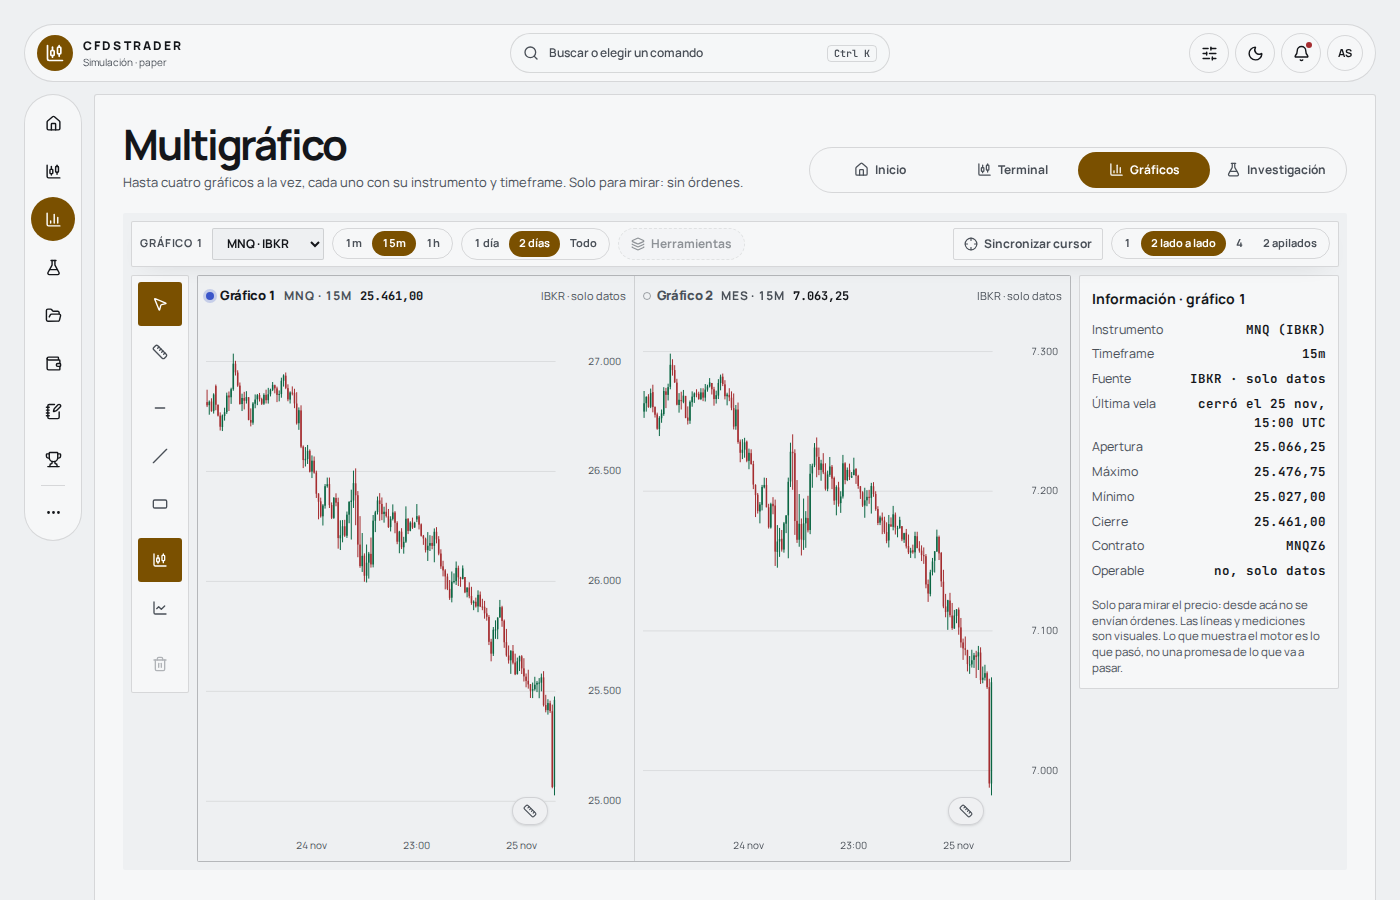 CFDSTRADER
Simulación · paper
Buscar o elegir un comando
Ctrl K
AS
Multigráfico
Hasta cuatro gráficos a la vez, cada uno con su instrumento y timeframe. Solo para mirar: sin órdenes.
Inicio
Terminal
Gráficos
Investigación
GRÁFICO 1
MNQ · IBKR
1m
15m
1h
1 día
2 días
Todo
Herramientas
Sincronizar cursor
1
2 lado a lado
4
2 apilados
Gráfico 1 MNQ · 15M 25.461,00
IBKR · solo datos
27.000
26.500
26.000
25.500
25.000
24 nov
23:00
25 nov
Gráfico 2 MES · 15M 7.063,25
IBKR · solo datos
7.300
7.200
7.100
7.000
24 nov
23:00
25 nov
Información · gráfico 1
Instrumento MNQ (IBKR)
Timeframe 15m
Fuente IBKR · solo datos
Última vela cerró el 25 nov,
15:00 UTC
Apertura 25.066,25
Máximo 25.476,75
Mínimo 25.027,00
Cierre 25.461,00
Contrato MNQZ6
Operable no, solo datos
Solo para mirar el precio: desde acá no se
envían órdenes. Las líneas y mediciones
son visuales. Lo que muestra el motor es lo
que pasó, no una promesa de lo que va a
pasar.